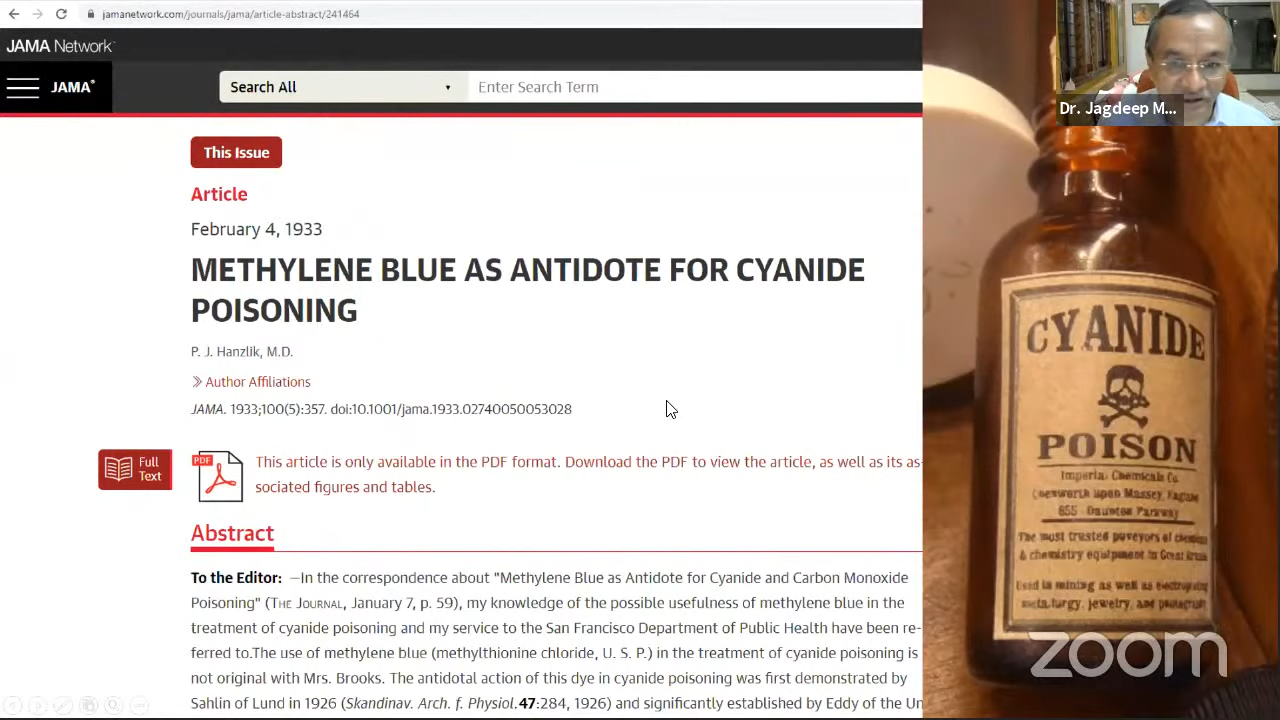 jamanetwork.com/journals/jama/article-abstract/241464
JAMA Network
JAMA
Search All
Enter Search Term
Dr. Jagdeep M...
This Issue
Article
February 4, 1933
METHYLENE BLUE AS ANTIDOTE FOR CYANIDE
POISONING
P. J. Hanzlik, M.D.
Author Affiliations
JAMA. 1933;100(5):357. doi:10.1001/jama.1933.02740050053028
Full
Text
PDF
This article is only available in the PDF format. Download the PDF to view the article, as well as its as-
sociated figures and tables.
Abstract
To the Editor: —In the correspondence about "Methylene Blue as Antidote for Cyanide and Carbon Monoxide
Poisoning" (THE JOURNAL, January 7, p. 59), my knowledge of the possible usefulness of methylene blue in the
treatment of cyanide poisoning and my service to the San Francisco Department of Public Health have been re-
ferred to.The use of methylene blue (methylthionine chloride, U. S. P.) in the treatment of cyanide poisoning is
not original with Mrs. Brooks. The antidotal action of this dye in cyanide poisoning was first demonstrated by
Sahlin of Lund in 1926 (Skandinav. Arch. f. Physiol.47:284, 1926) and significantly established by Eddy of the Un
CYANIDE
POISON
Imperial Chemicals Co.
upon Massey,
655 Parkway
The most trusted
& chemistry equipment in Great
Used in mining as well as
jewelry, and
zoom